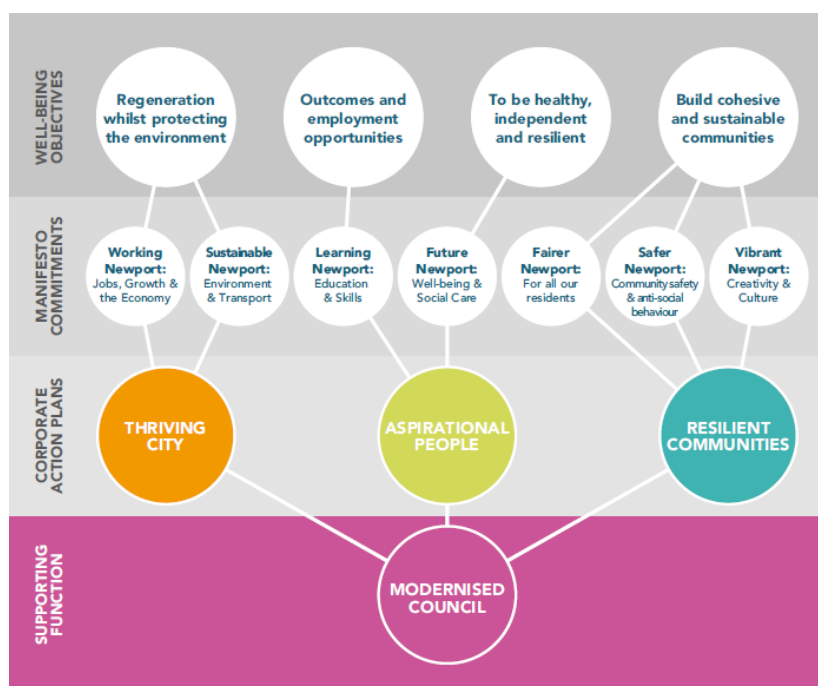 WELL-BEING
OBJECTIVES
Regeneration
whilst protecting
the environment
Outcomes and
employment
opportunities
To be healthy,
independent
and resilient
Build cohesive
and sustainable
communities
MANIFESTO
COMMITMENTS
Working
Newport:
Jobs, Growth &
the Economy
Sustainable
Newport:
Environment
& Transport
Learning
Newport:
Education
& Skills
Future
Newport:
Well-being &
Social Care
Fairer
Newport:
For all our
residents
Safer
Newport:
Community safety
& anti-social
behaviour
Vibrant
Newport:
Creativity &
Culture
CORPORATE
ACTION PLANS
THRIVING
CITY
ASPIRATIONAL
PEOPLE
RESILIENT
COMMUNITIES
SUPPORTING
FUNCTION
MODERNISED
COUNCIL